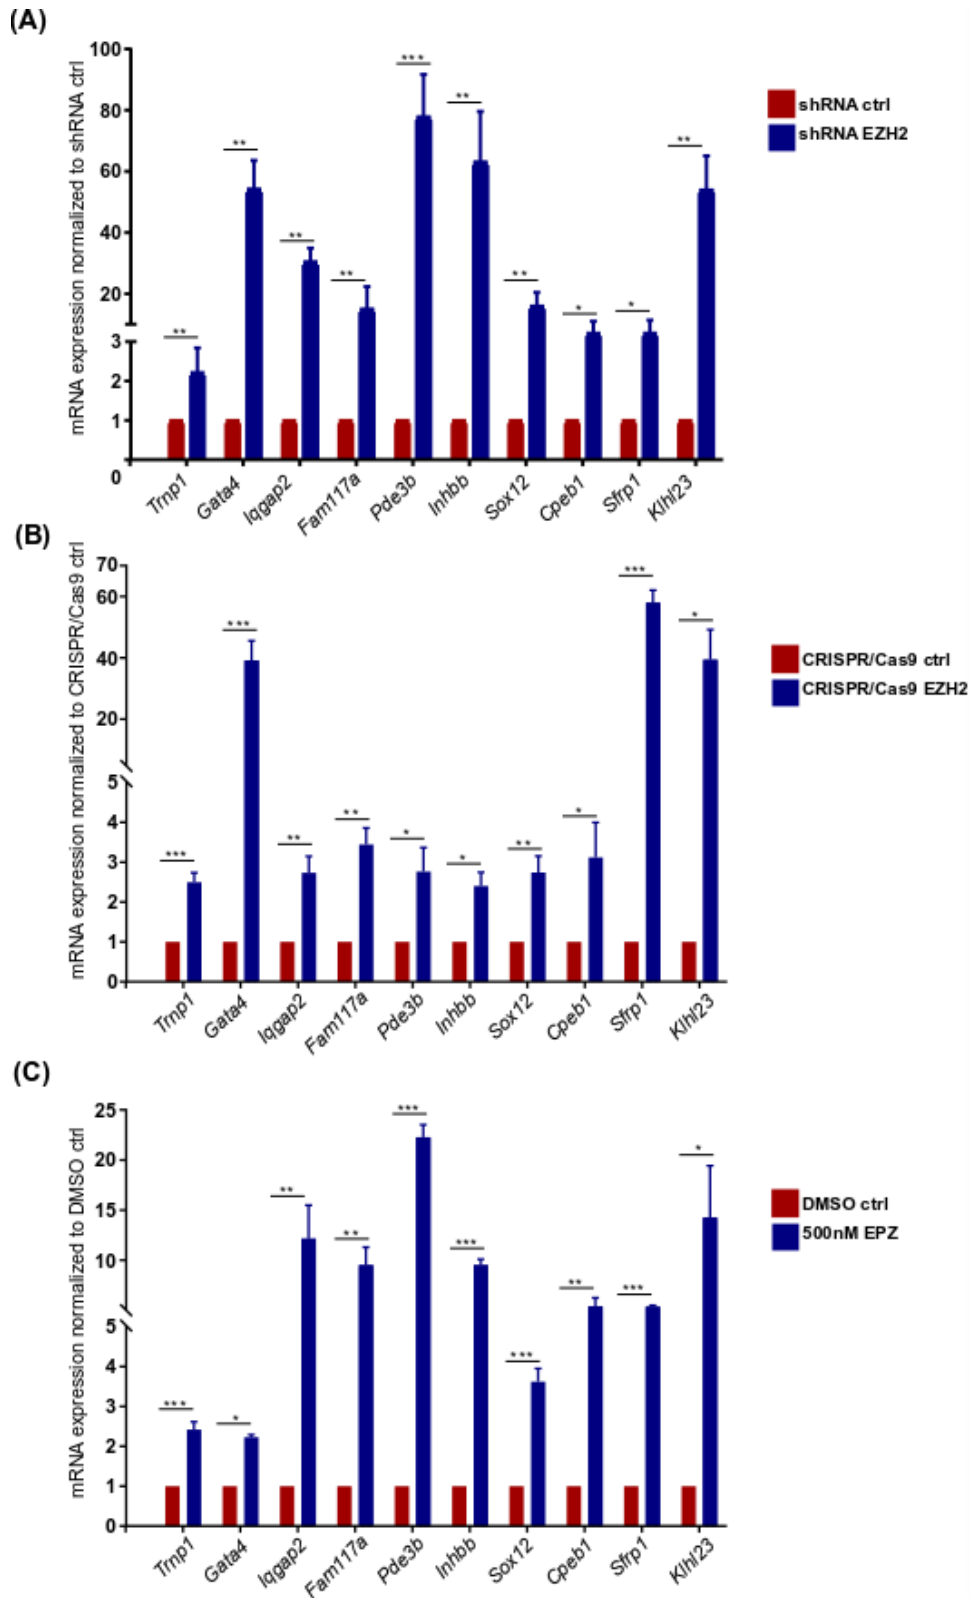 (A)
mRNA expression normalized to shRNA ctrl
100
80
60
40
20
3
2
1
0
**
**
**
**
***
**
**
*
*
**
Trnp1
Gata4
Iqgap2
Fam117a
Pde3b
Inhbb
Sox12
Cpeb1
Sfrp1
Klhl23
shRNA ctrl
shRNA EZH2
(B)
mRNA expression normalized to CRISPR/Cas9 ctrl
70
60
40
20
5
4
3
2
1
0
***
***
**
**
*
*
**
*
***
*
Trnp1
Gata4
Iqgap2
Fam117a
Pde3b
Inhbb
Sox12
Cpeb1
Sfrp1
Klhl23
CRISPR/Cas9 ctrl
CRISPR/Cas9 EZH2
(C)
mRNA expression normalized to DMSO ctrl
25
20
15
10
5
4
3
2
1
0
***
*
**
**
***
***
***
**
***
*
Trnp1
Gata4
Iqgap2
Fam117a
Pde3b
Inhbb
Sox12
Cpeb1
Sfrp1
Klhl23
DMSO ctrl
500nM EPZ